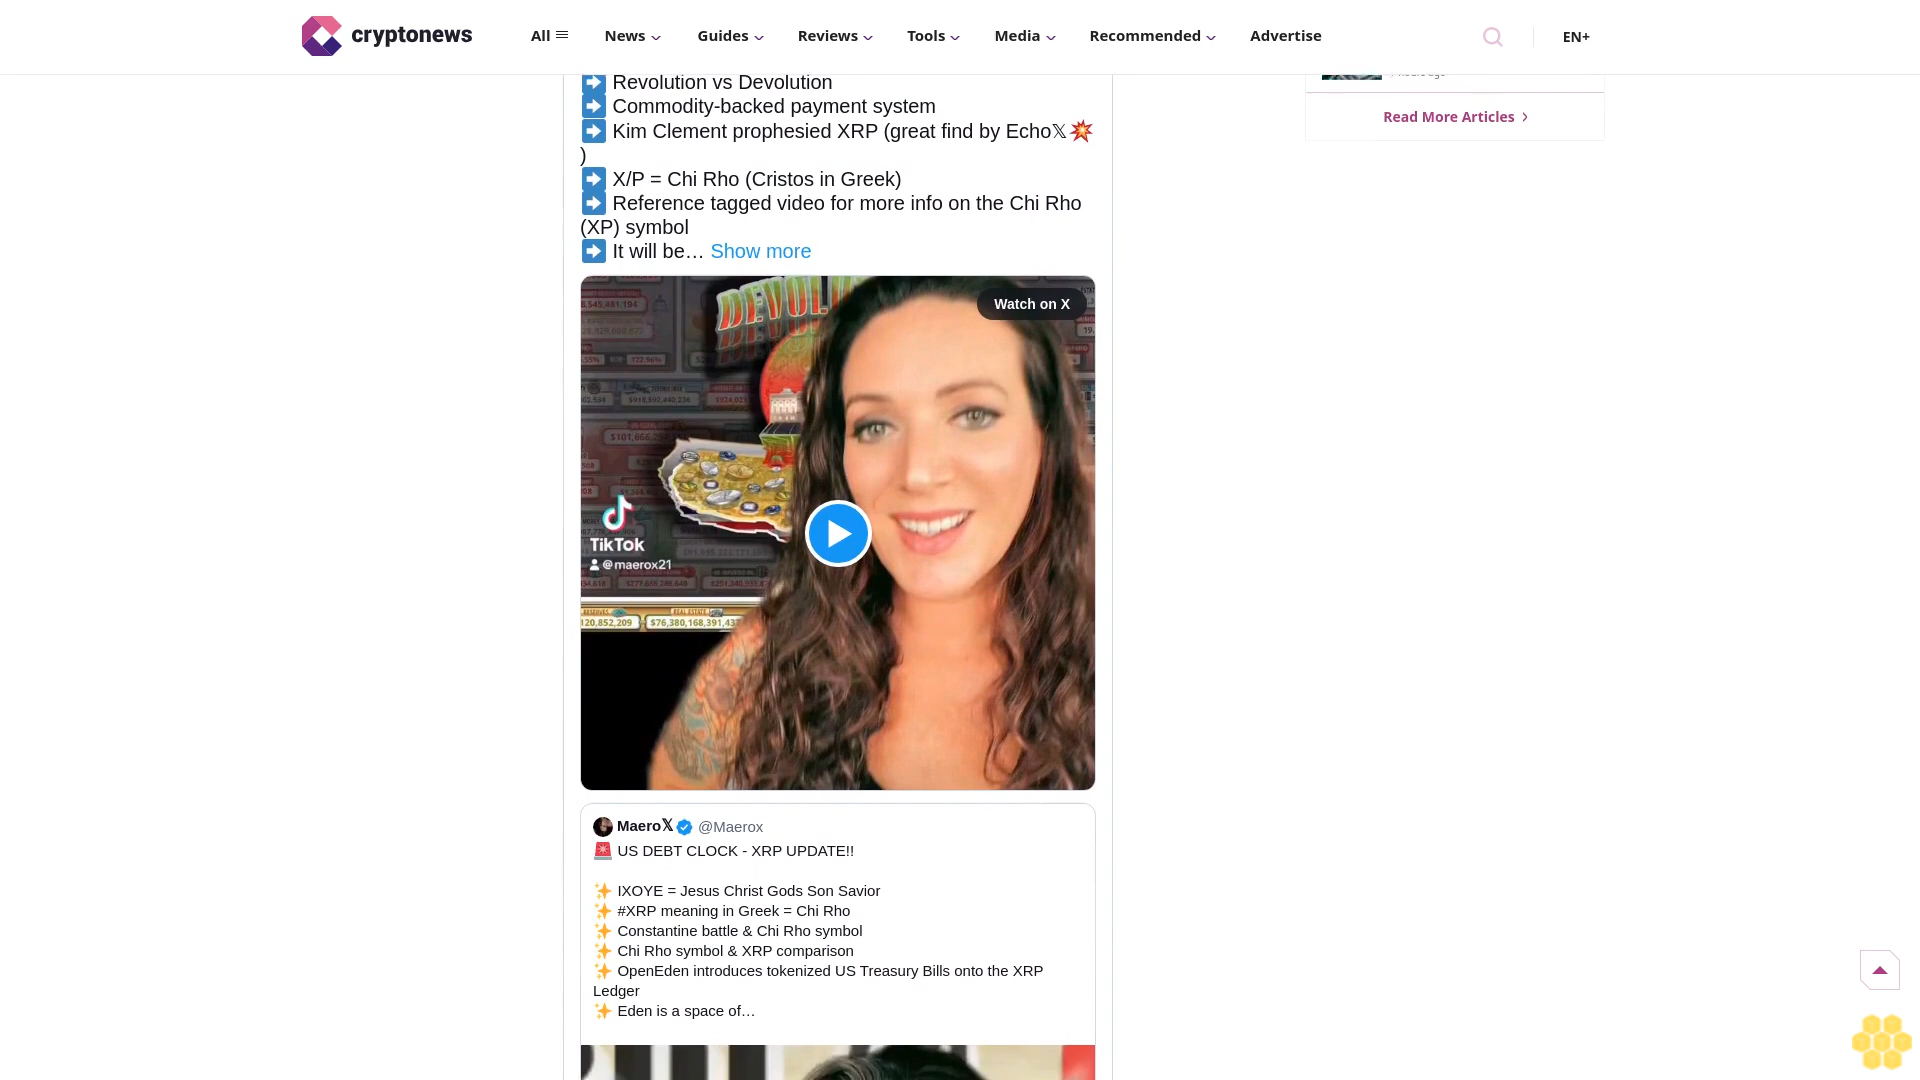 cryptonews
All
News
Guides
Reviews
Tools
Media
Recommended
Advertise
EN+
➡️ Revolution vs Devolution
➡️ Commodity-backed payment system
➡️ Kim Clement prophesied XRP (great find by Echo𝕏💥
)
➡️ X/P = Chi Rho (Cristos in Greek)
➡️ Reference tagged video for more info on the Chi Rho
(XP) symbol
➡️ It will be… Show more
Read More Articles
Watch on X
TikTok
@maerox21
120,852,209
REAL ESTATE
Maero𝕏 @Maerox
🚨 US DEBT CLOCK - XRP UPDATE!!
✨ IXOYE = Jesus Christ Gods Son Savior
✨ #XRP meaning in Greek = Chi Rho
✨ Constantine battle & Chi Rho symbol
✨ Chi Rho symbol & XRP comparison
✨ OpenEden introduces tokenized US Treasury Bills onto the XRP
Ledger
✨ Eden is a space of…